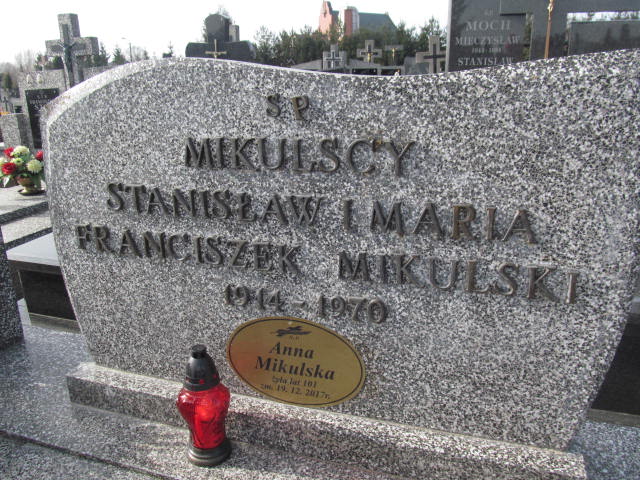 MOCH
MIECZYSŁAW
STANISŁAW
S P
MIKULSCY
STANISŁAW I MARIA
FRANCISZEK MIKULSKI
1914-1970
Anna
Mikulska
żyła lat 101
zm. 19. 12. 2017r.